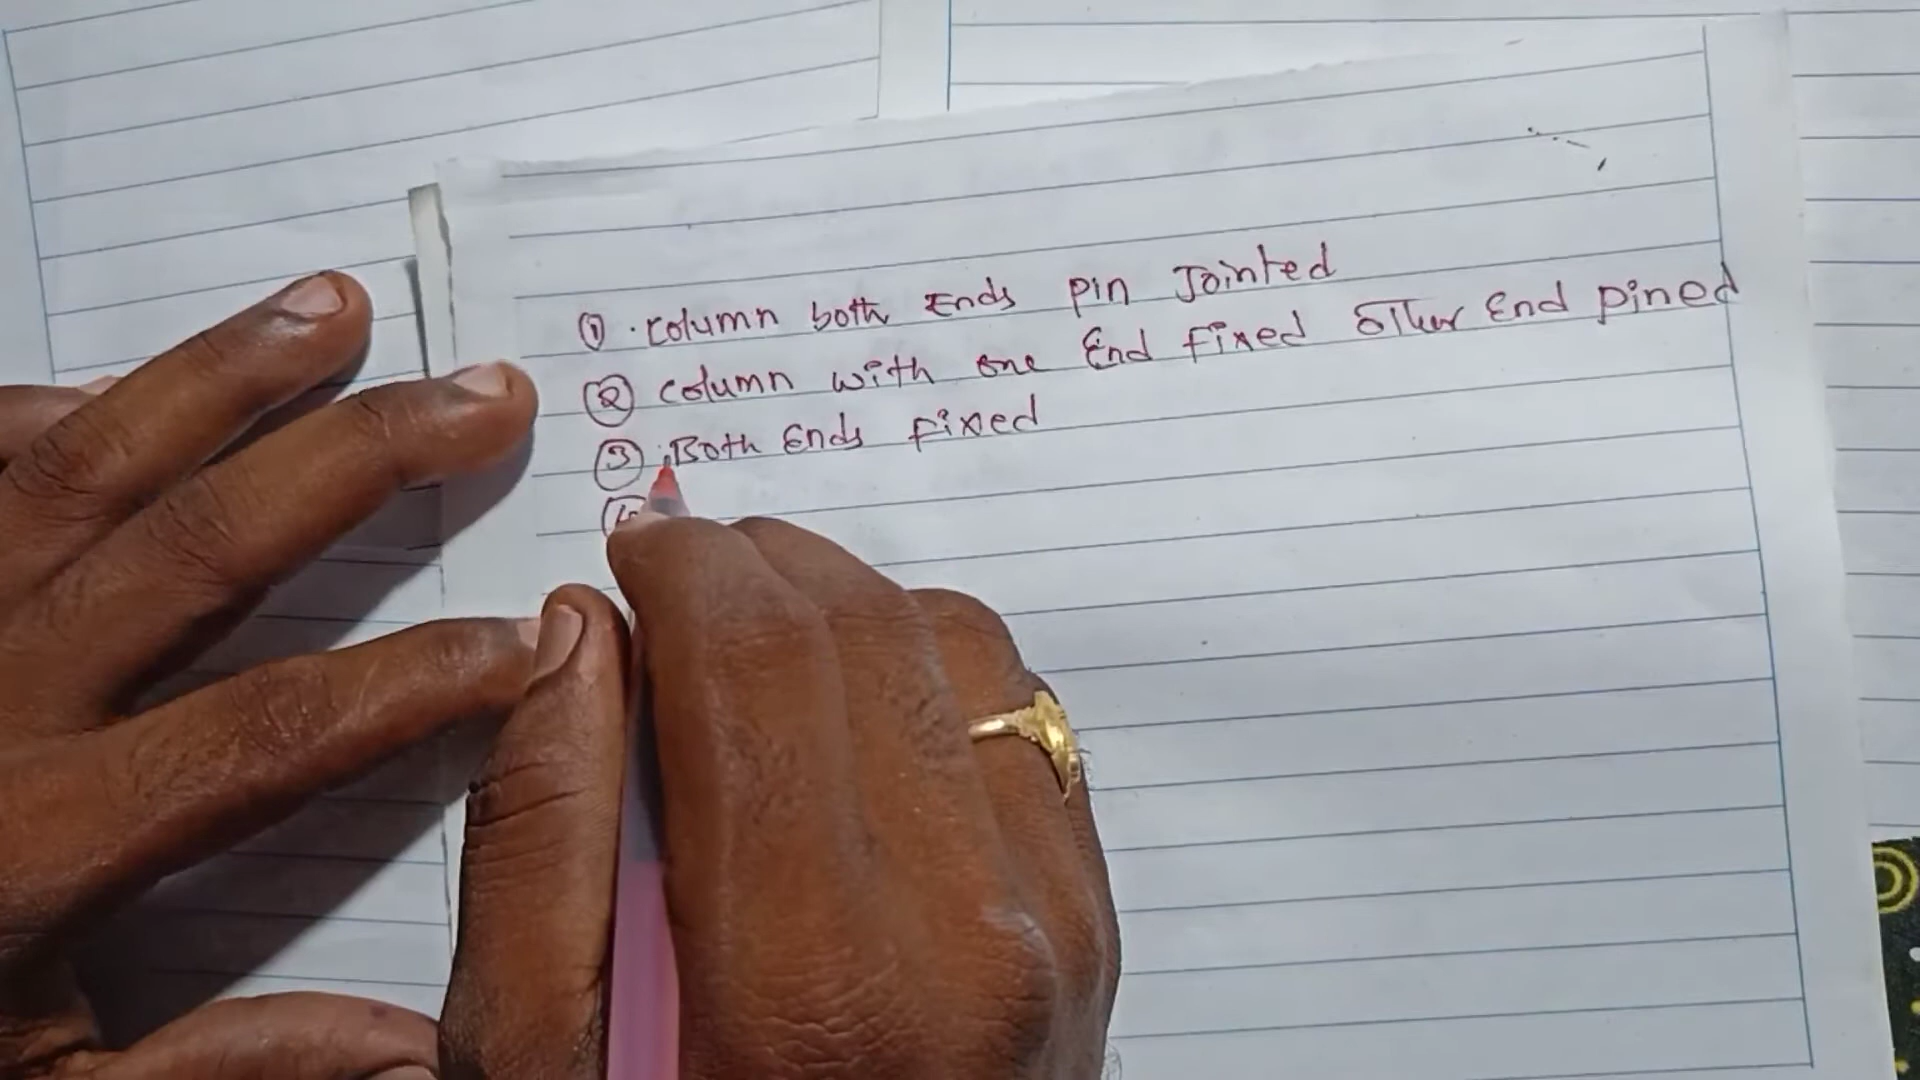 ① . column both Ends Pin Jointed
② column with one End fixed other End pined
③ : Both Ends fixed
④